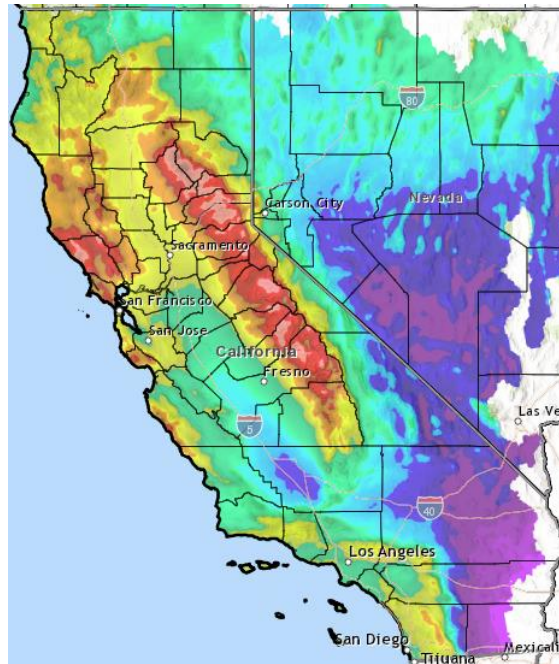 80
Carson City
Nevada
Sacramento
San Francisco
San Jose
California
Fresno
5
Las Ve
40
Los Angeles
San Diego
Tijuana
Mexical